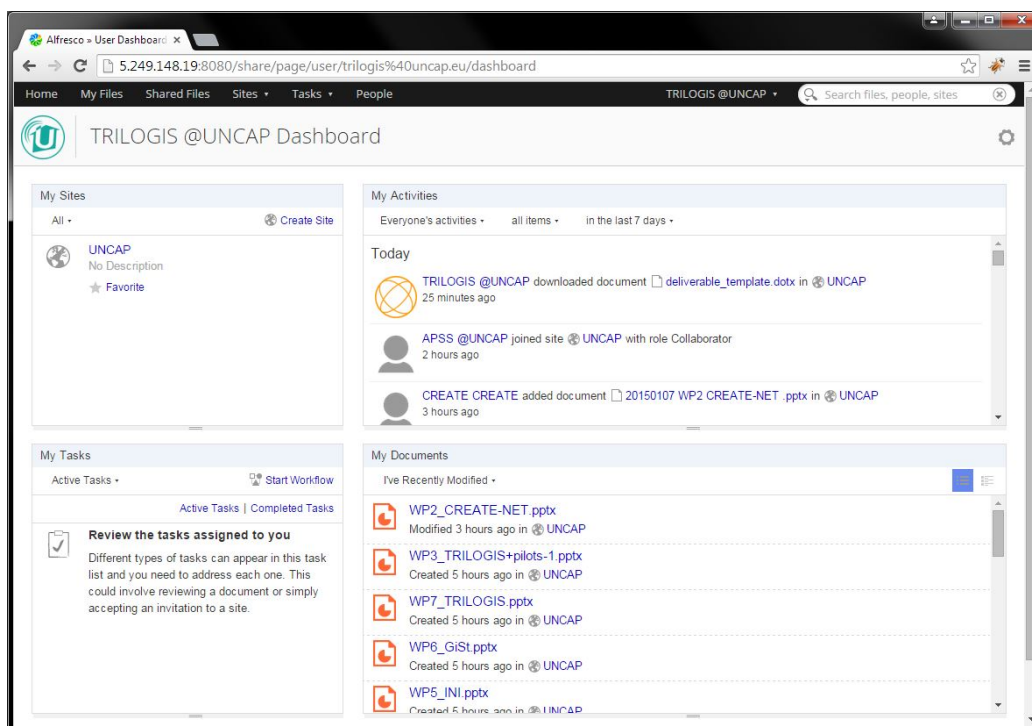 Alfresco » User Dashboard
5.249.148.19:8080/share/page/user/trilogis%40uncap.eu/dashboard
Home My Files Shared Files Sites Tasks People TRILOGIS @UNCAP Search files, people, sites
TRILOGIS @UNCAP Dashboard
My Sites
All Create Site
UNCAP
No Description
Favorite
My Activities
Everyone's activities all items in the last 7 days
Today
TRILOGIS @UNCAP downloaded document deliverable_template.dotx in UNCAP
25 minutes ago
APSS @UNCAP joined site UNCAP with role Collaborator
2 hours ago
CREATE CREATE added document 20150107 WP2 CREATE-NET .pptx in UNCAP
3 hours ago
My Tasks
Active Tasks Start Workflow
Active Tasks | Completed Tasks
Review the tasks assigned to you
Different types of tasks can appear in this task
list and you need to address each one. This
could involve reviewing a document or simply
accepting an invitation to a site.
My Documents
I've Recently Modified
WP2_CREATE-NET.pptx
Modified 3 hours ago in UNCAP
WP3_TRILOGIS+pilots-1.pptx
Created 5 hours ago in UNCAP
WP7_TRILOGIS.pptx
Created 5 hours ago in UNCAP
WP6_GiSt.pptx
Created 5 hours ago in UNCAP
WP5_INI.pptx
Created 5 hours ago in UNCAP